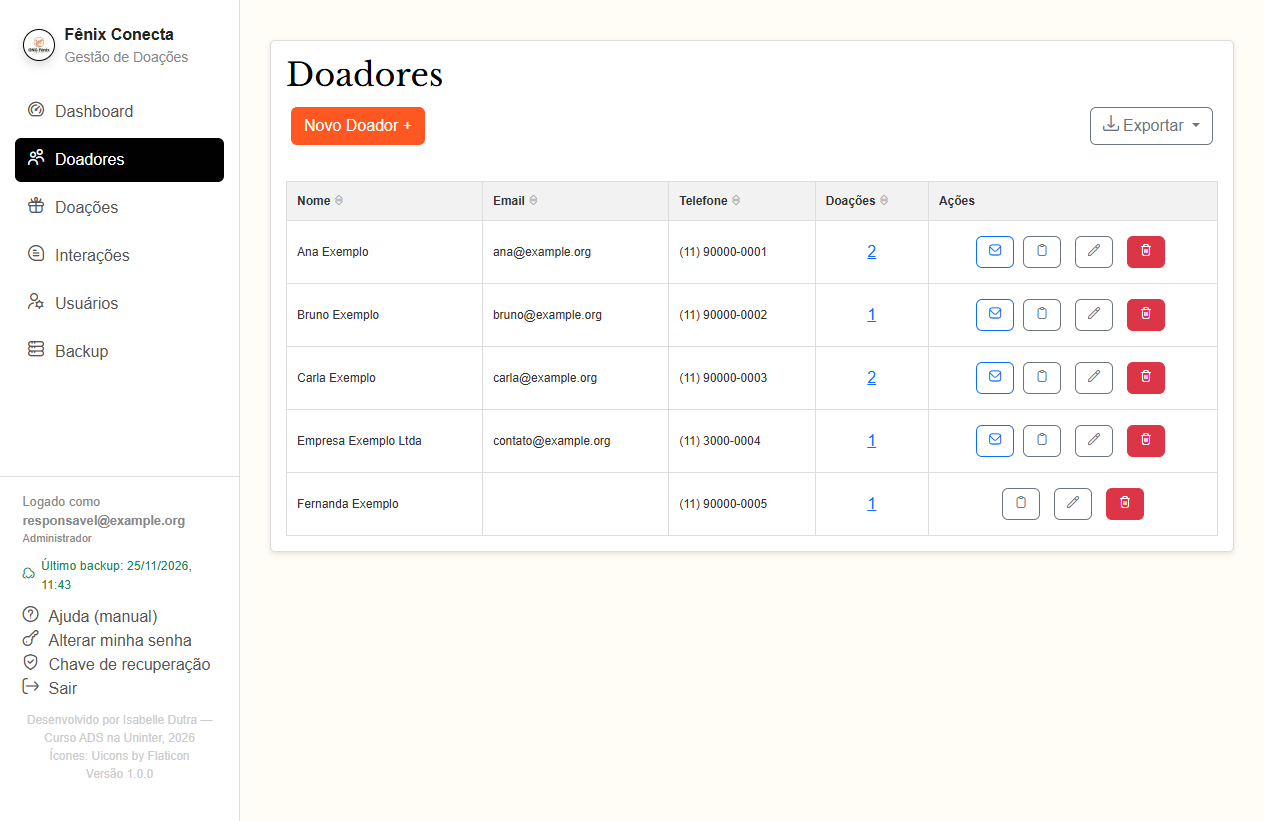 Fênix Conecta
Gestão de Doações
Dashboard
Doadores
Doações
Interações
Usuários
Backup
Logado como
responsavel@example.org
Administrador
Último backup: 25/11/2026,
11:43
Ajuda (manual)
Alterar minha senha
Chave de recuperação
Sair
Desenvolvido por Isabelle Dutra —
Curso ADS na Uninter, 2026
Ícones: Uicons by Flaticon
Versão 1.0.0
Doadores
Novo Doador +
Exportar
Nome Email Telefone Doações Ações
Ana Exemplo ana@example.org (11) 90000-0001 2
Bruno Exemplo bruno@example.org (11) 90000-0002 1
Carla Exemplo carla@example.org (11) 90000-0003 2
Empresa Exemplo Ltda contato@example.org (11) 3000-0004 1
Fernanda Exemplo (11) 90000-0005 1